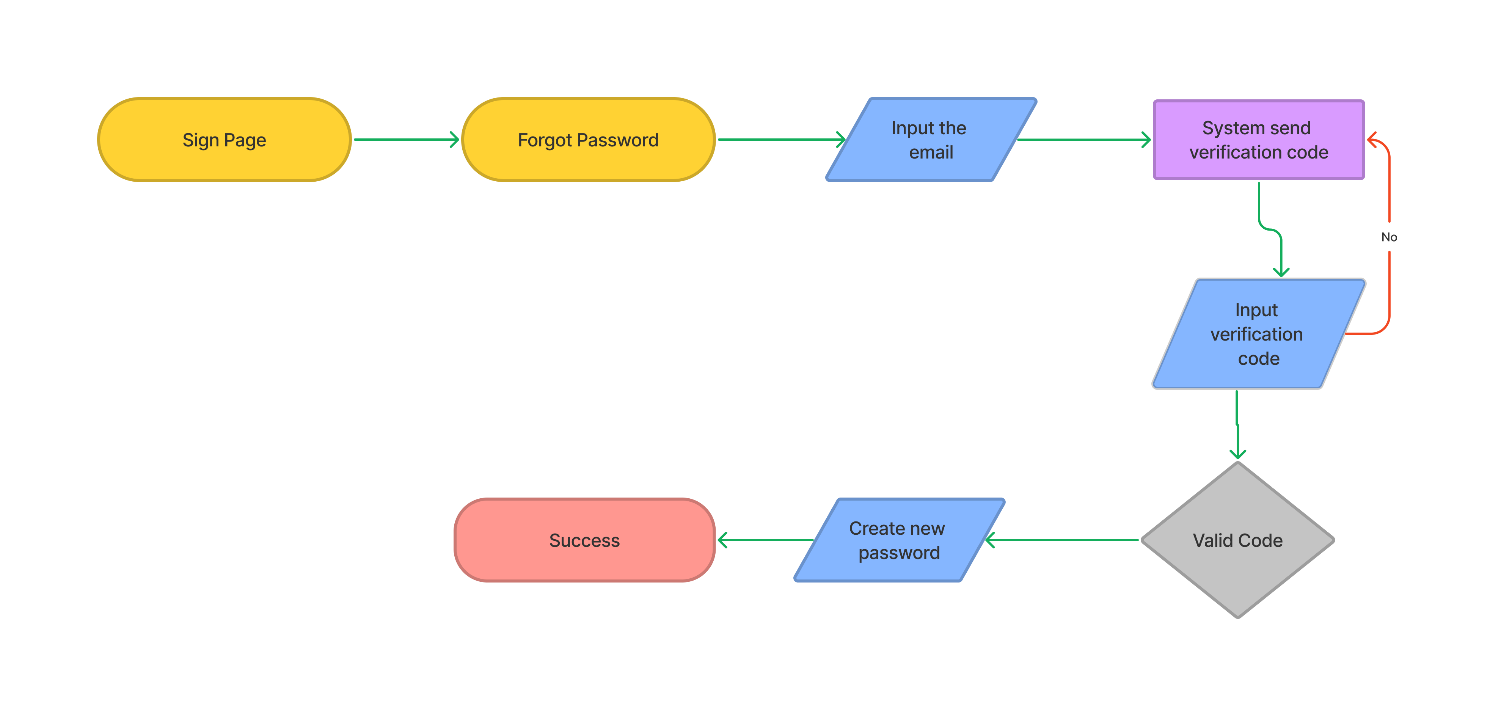 Sign Page
Forgot Password
Input the
email
System send
verification code
No
Input
verification
code
Valid Code
Create new
password
Success